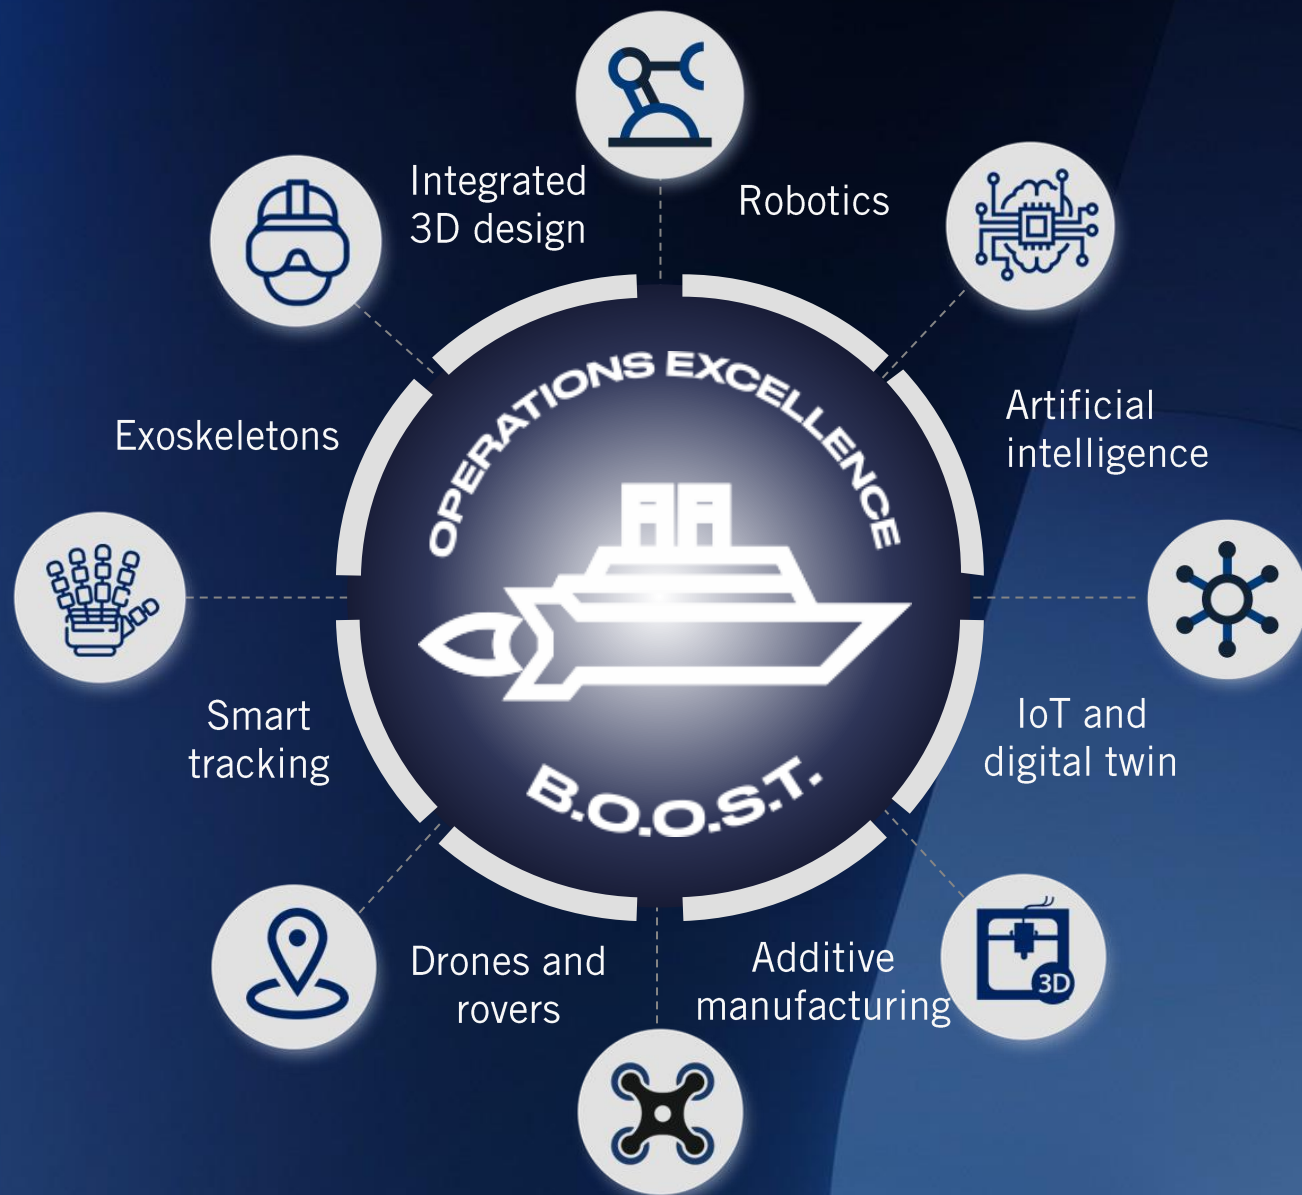 Integrated
3D design
Robotics
Exoskeletons
Artificial
intelligence
OPERATIONS EXCELLENCE
B.O.O.S.T.
Smart
tracking
IoT and
digital twin
Drones and
rovers
Additive
manufacturing
3D